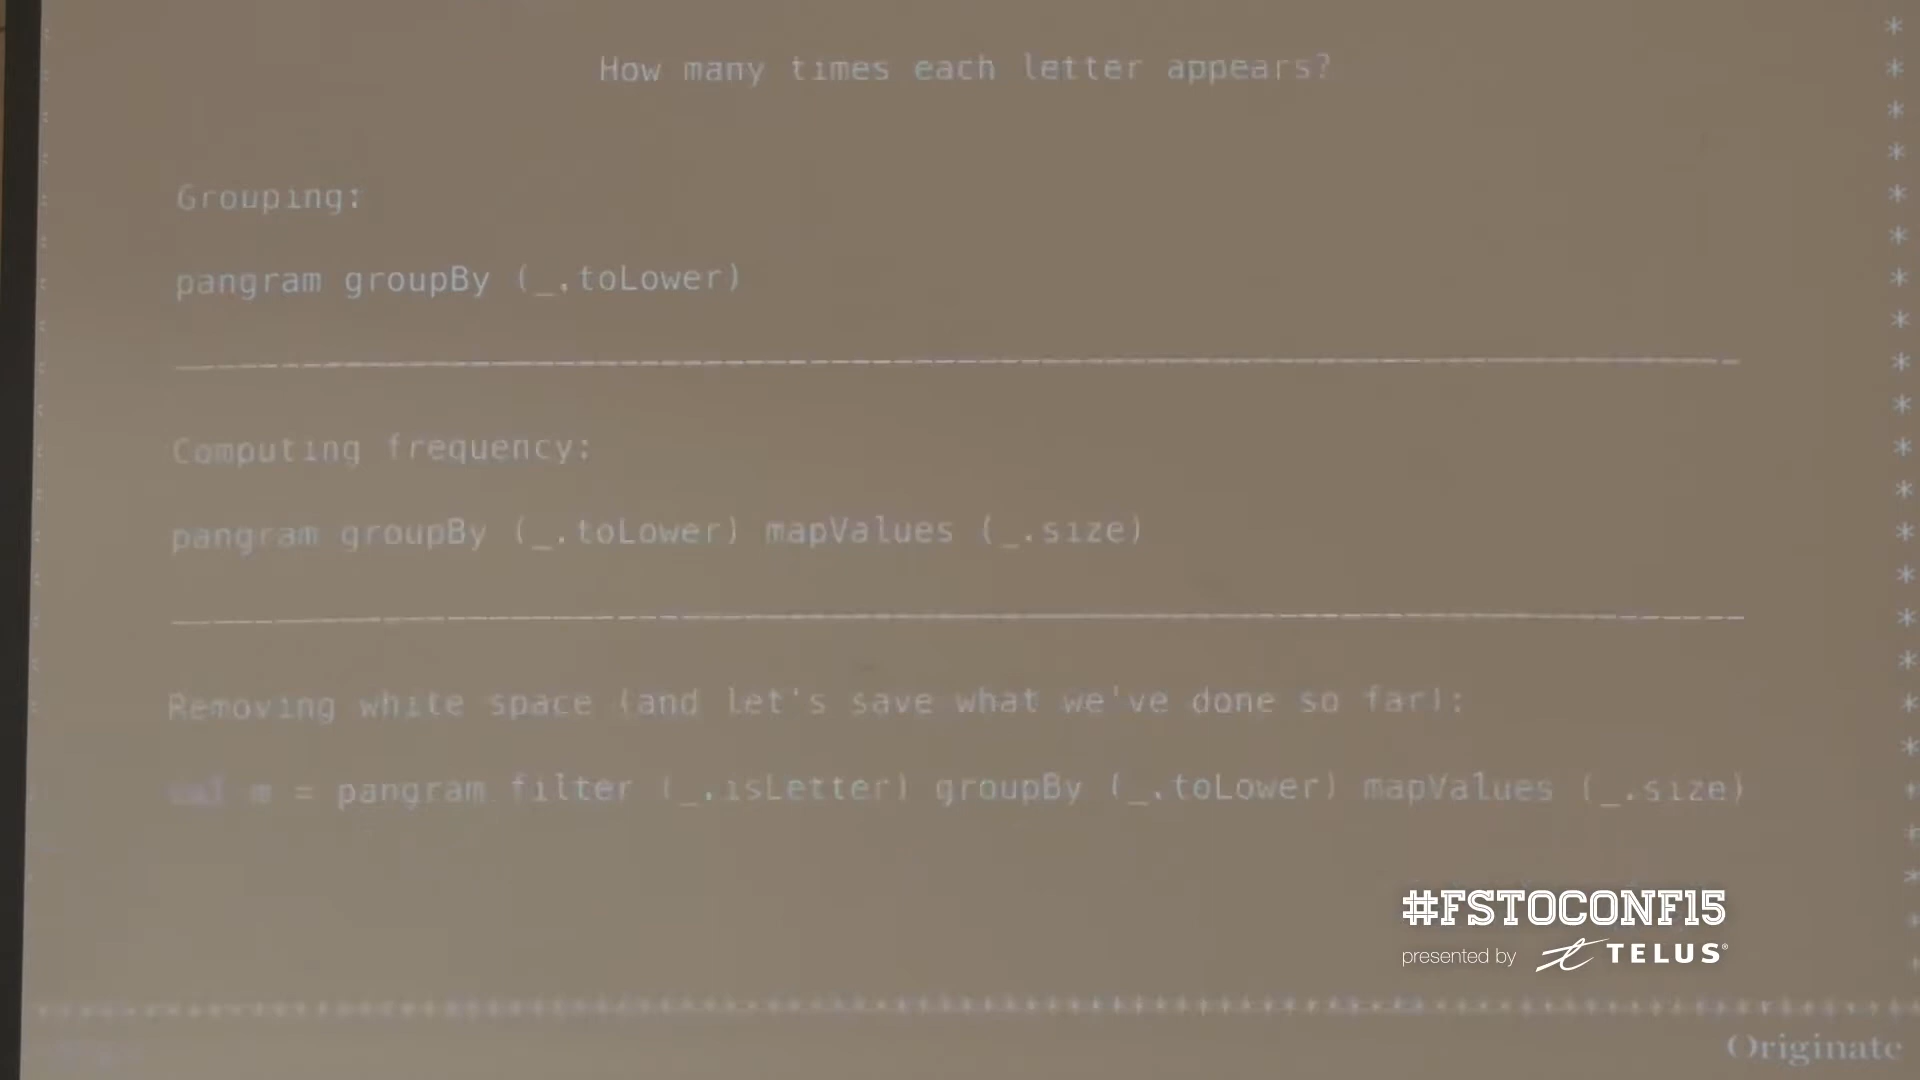 How many times each letter appears?
Grouping:
pangram groupBy (_.toLower)
Computing frequency:
pangram groupBy (_.toLower) mapValues (_.size)
Removing white space (and let's save what we've done so far):
val m = pangram filter (_.isLetter) groupBy (_.toLower) mapValues (_.size)
#FSTOCONF15
presented by TELUS®
Originate